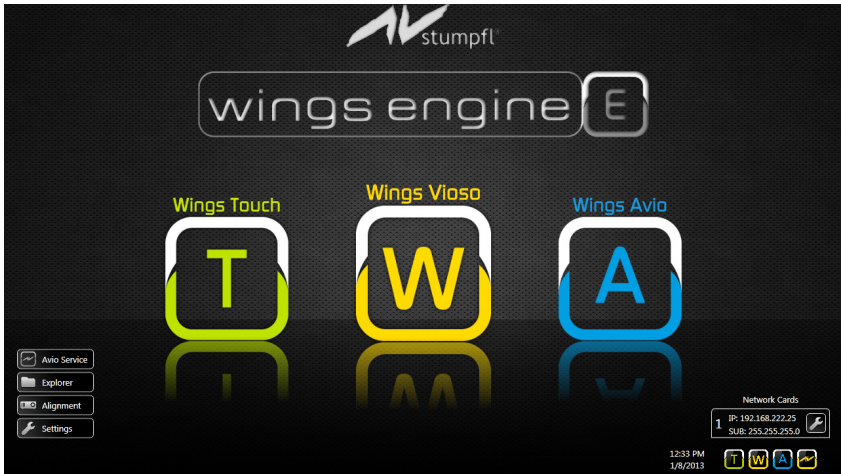 AV
stumpfl
wings engine E
Wings Touch
Wings Vioso
Wings Avio
T
W
A
Avio Service
Explorer
Alignment
Settings
Network Cards
1
IP: 192.168.222.25
SUB: 255.255.255.0
12:33 PM
1/8/2013
T
W
A